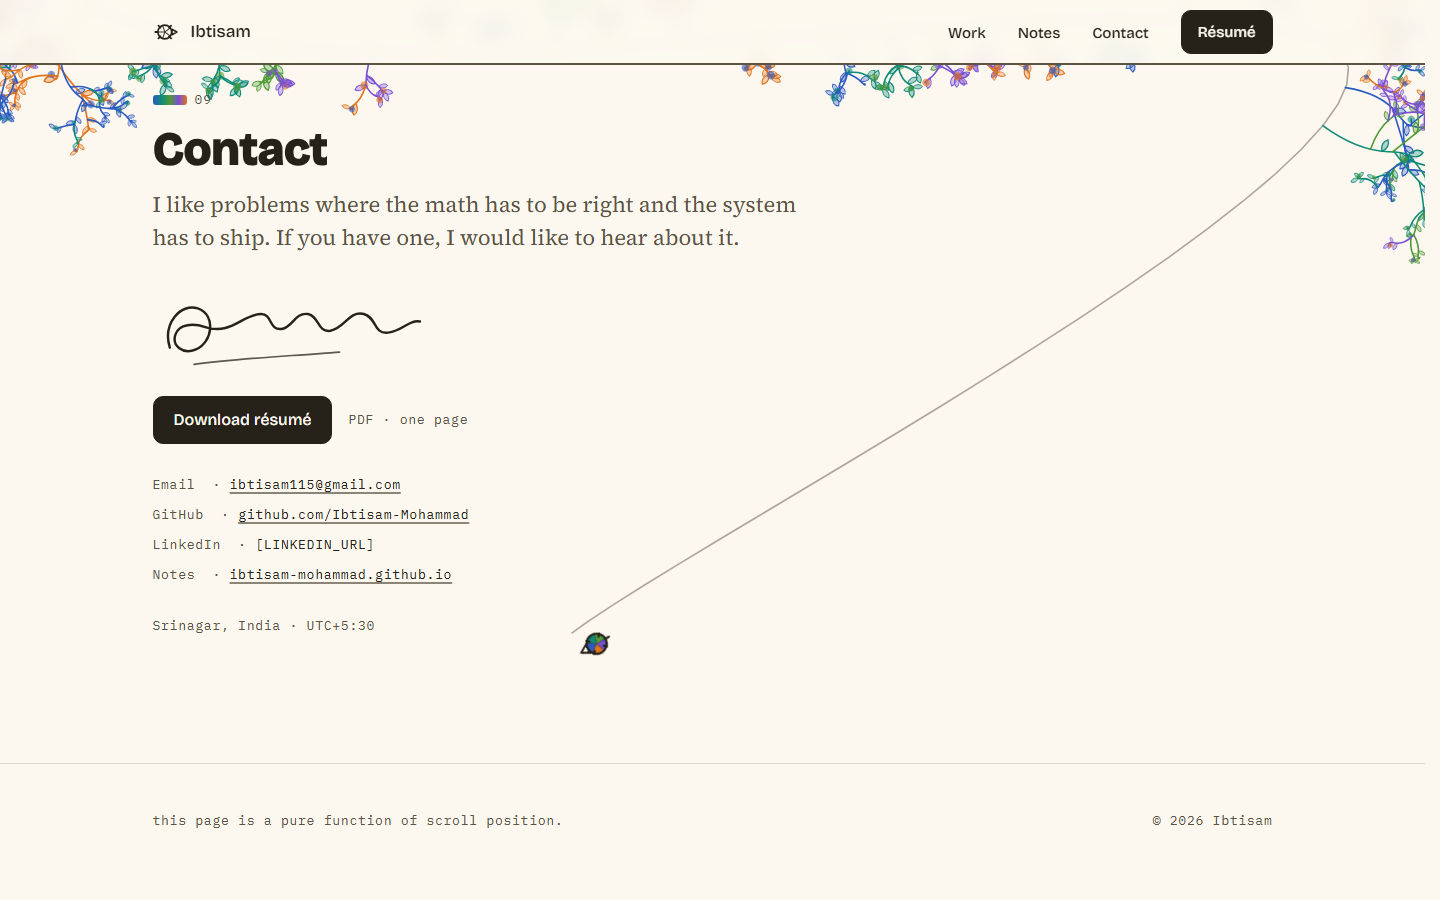 Ibtisam
Work Notes Contact Résumé
09
Contact
I like problems where the math has to be right and the system
has to ship. If you have one, I would like to hear about it.
Download résumé PDF · one page
Email · ibtisam115@gmail.com
GitHub · github.com/Ibtisam-Mohammad
LinkedIn · [LINKEDIN_URL]
Notes · ibtisam-mohammad.github.io
Srinagar, India · UTC+5:30
this page is a pure function of scroll position.
© 2026 Ibtisam